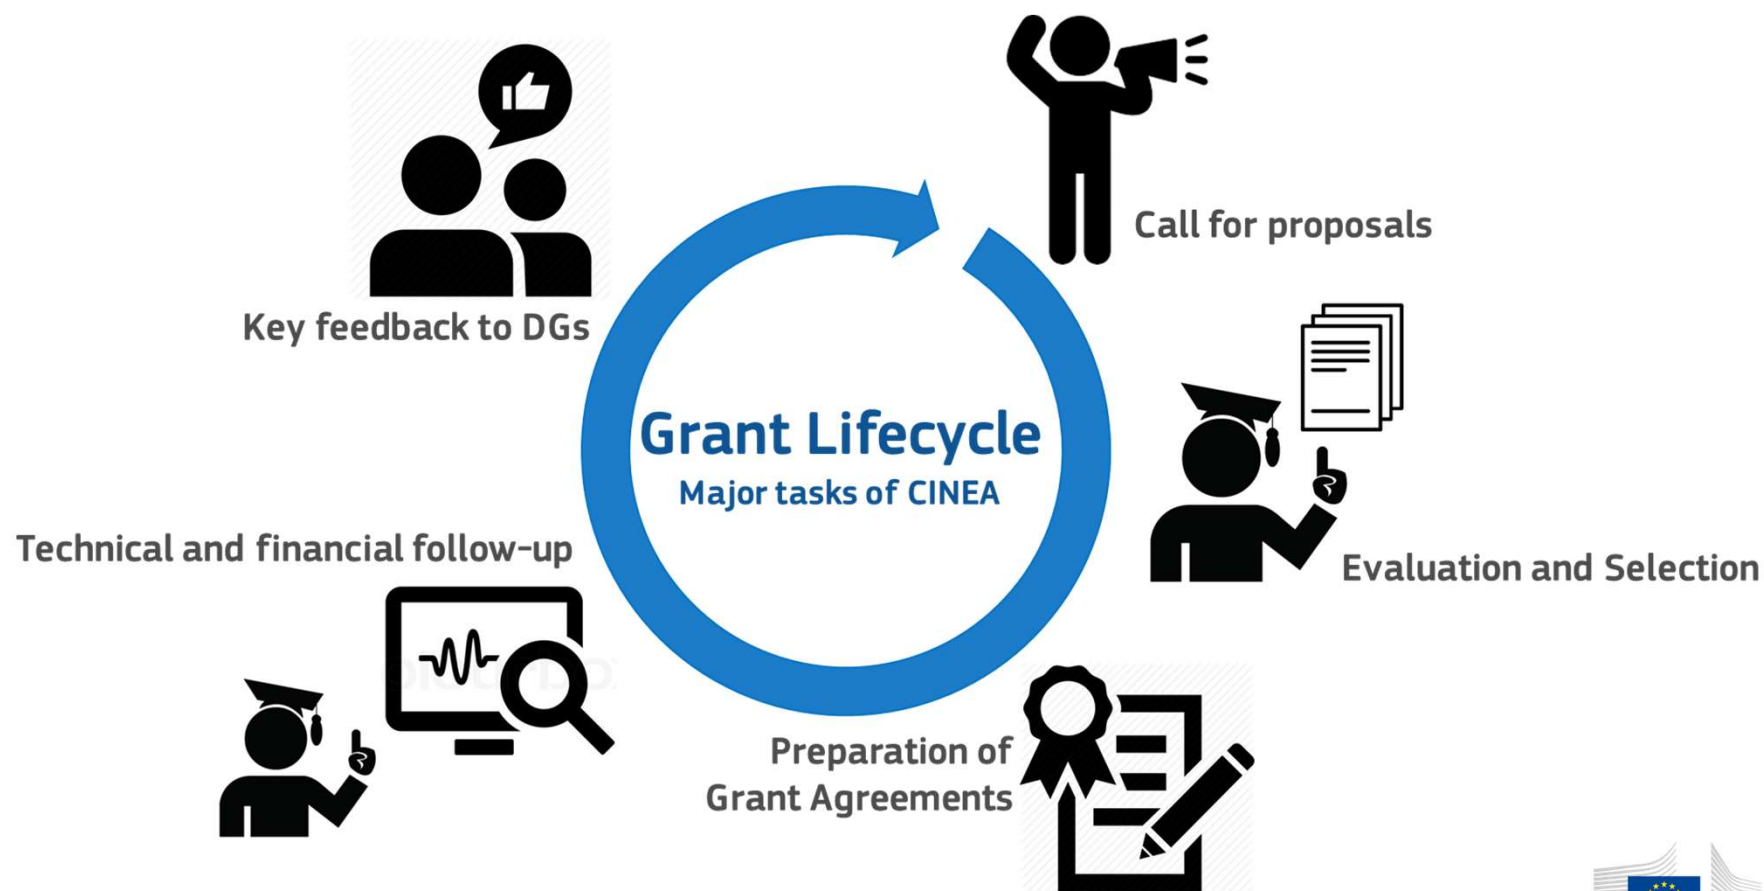 Call for proposals
Key feedback to DGs
Grant Lifecycle
Major tasks of CINEA
Technical and financial follow-up
Evaluation and Selection
Preparation of
Grant Agreements